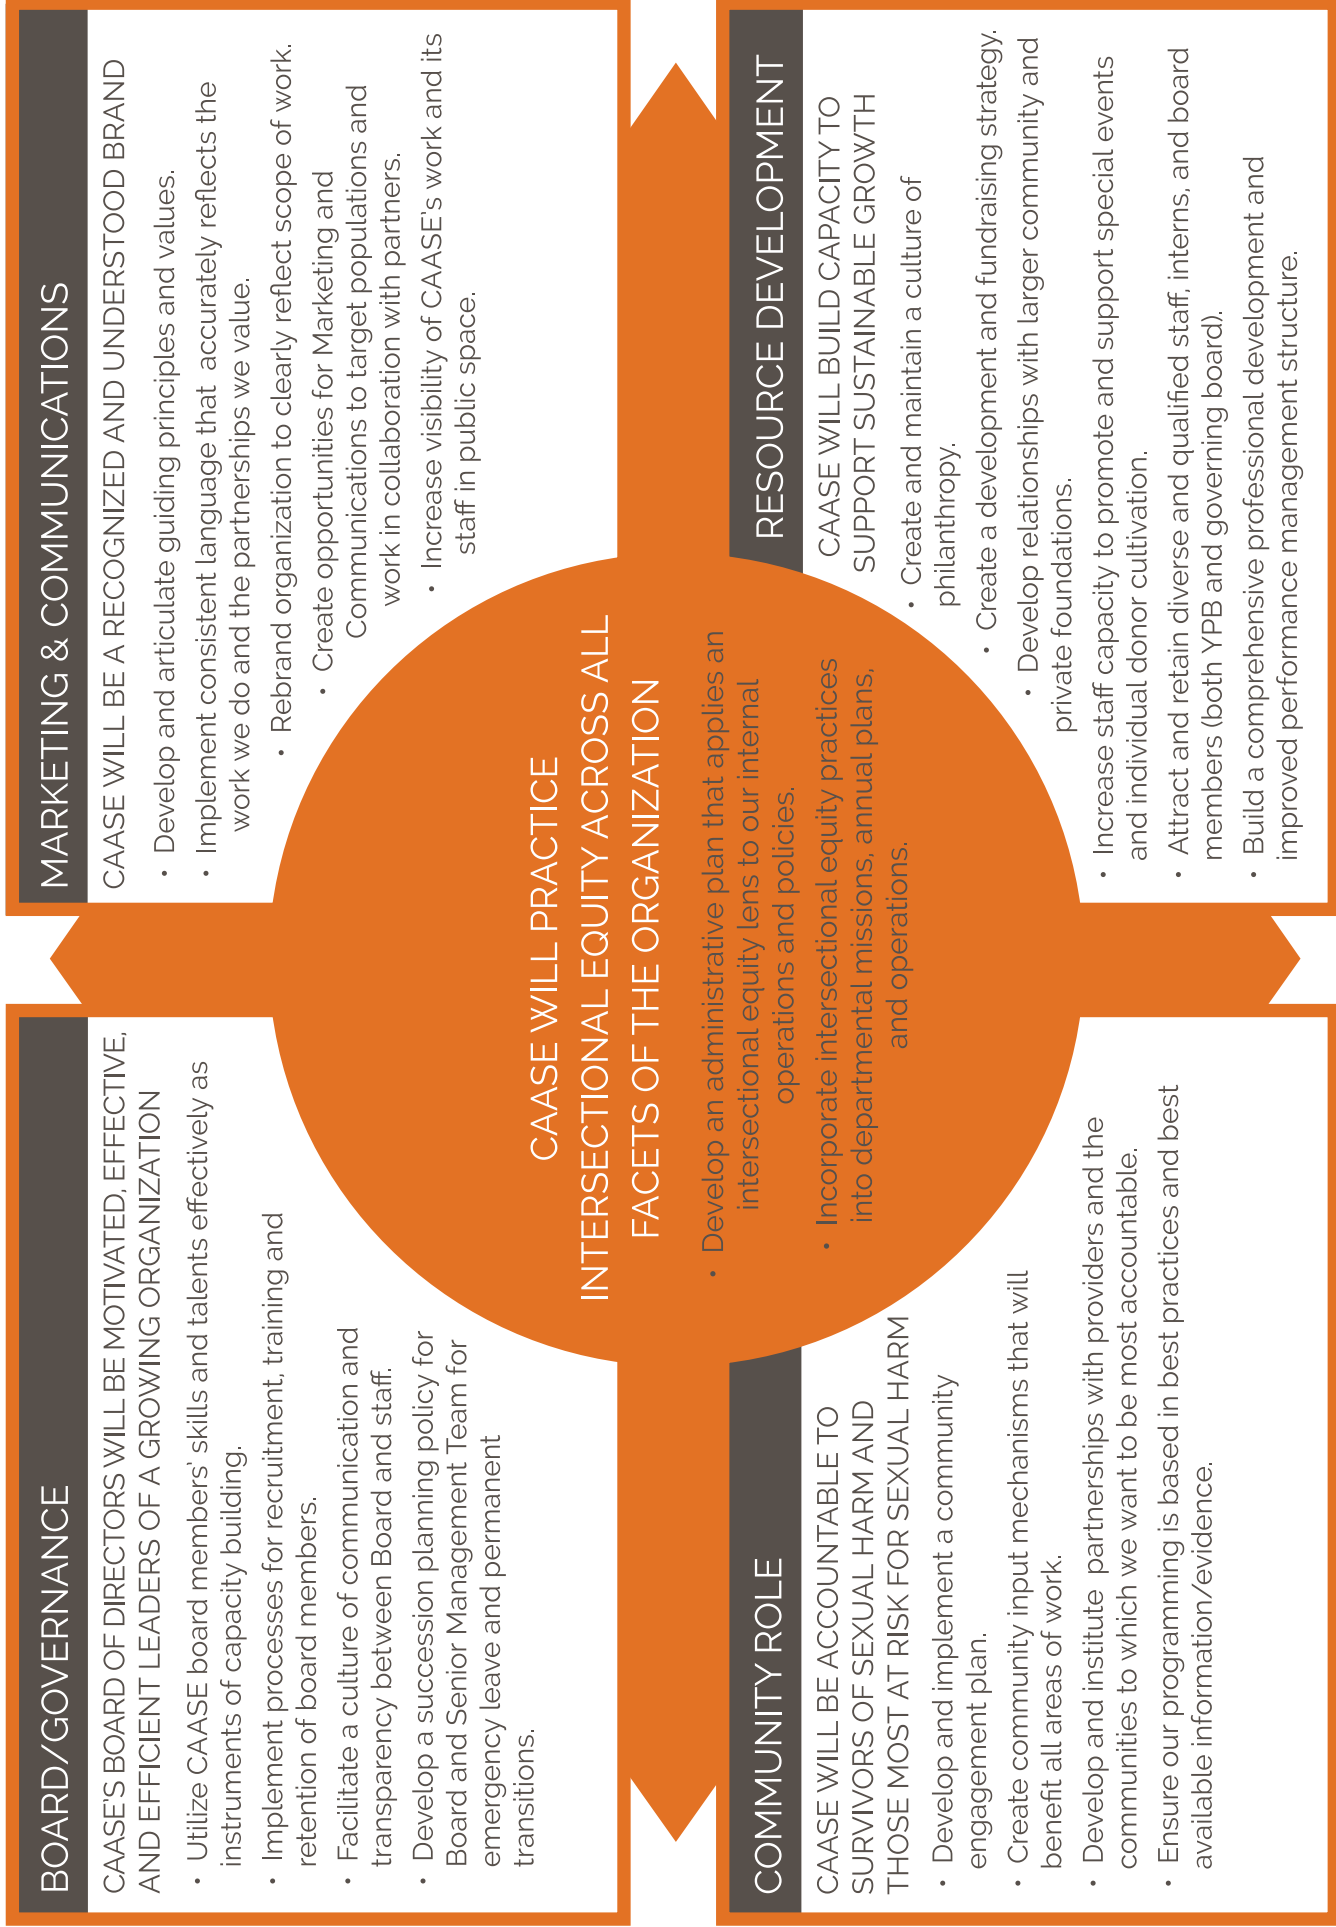 BOARD/GOVERNANCE
CAASE'S BOARD OF DIRECTORS WILL BE MOTIVATED, EFFECTIVE,
AND EFFICIENT LEADERS OF A GROWING ORGANIZATION
• Utilize CAASE board members' skills and talents effectively as
instruments of capacity building.
• Implement processes for recruitment, training and
retention of board members.
• Facilitate a culture of communication and
transparency between Board and staff.
• Develop a succession planning policy for
Board and Senior Management Team for
emergency leave and permanent
transitions.
MARKETING & COMMUNICATIONS
CAASE WILL BE A RECOGNIZED AND UNDERSTOOD BRAND
• Develop and articulate guiding principles and values.
• Implement consistent language that accurately reflects the
work we do and the partnerships we value.
• Rebrand organization to clearly reflect scope of work.
• Create opportunities for Marketing and
Communications to target populations and
work in collaboration with partners.
• Increase visibility of CAASE's work and its
staff in public space.
CAASE WILL PRACTICE
INTERSECTIONAL EQUITY ACROSS ALL
FACETS OF THE ORGANIZATION
• Develop an administrative plan that applies an
intersectional equity lens to our internal
operations and policies.
• Incorporate intersectional equity practices
into departmental missions, annual plans,
and operations.
COMMUNITY ROLE
CAASE WILL BE ACCOUNTABLE TO
SURVIVORS OF SEXUAL HARM AND
THOSE MOST AT RISK FOR SEXUAL HARM
• Develop and implement a community
engagement plan.
• Create community input mechanisms that will
benefit all areas of work.
• Develop and institute partnerships with providers and the
communities to which we want to be most accountable.
• Ensure our programming is based in best practices and best
available information/evidence.
RESOURCE DEVELOPMENT
CAASE WILL BUILD CAPACITY TO
SUPPORT SUSTAINABLE GROWTH
• Create and maintain a culture of
philanthropy.
• Create a development and fundraising strategy.
• Develop relationships with larger community and
private foundations.
• Increase staff capacity to promote and support special events
and individual donor cultivation.
• Attract and retain diverse and qualified staff, interns, and board
members (both YPB and governing board).
• Build a comprehensive professional development and
improved performance management structure.